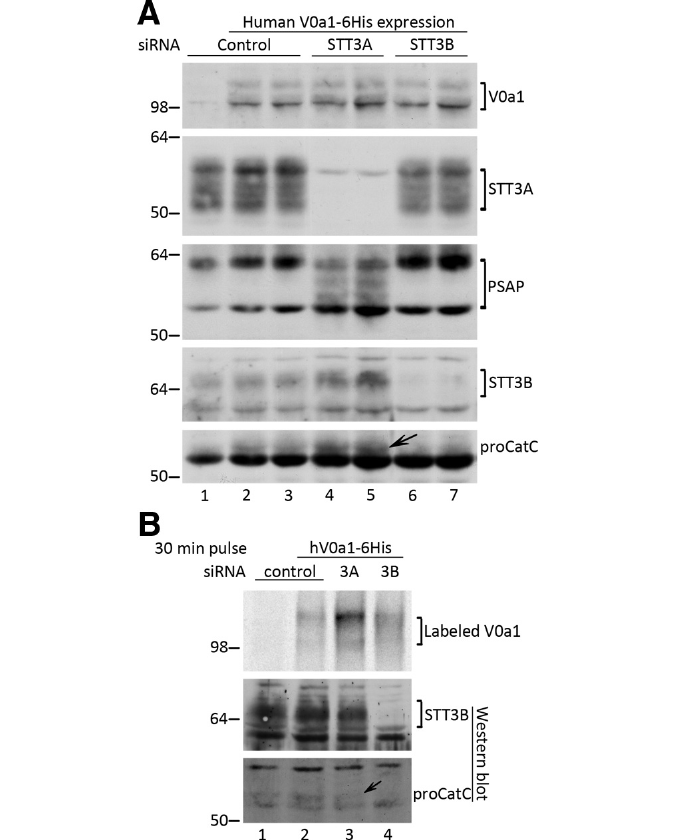 A
Human V0a1-6His expression
siRNA Control STT3A STT3B
V0a1
98
64
STT3A
50
64
PSAP
50
STT3B
64
proCatC
50
1 2 3 4 5 6 7
B
30 min pulse hV0a1-6His
siRNA control 3A 3B
Labeled V0a1
98
STT3B
64
Western blot
proCatC
50
1 2 3 4